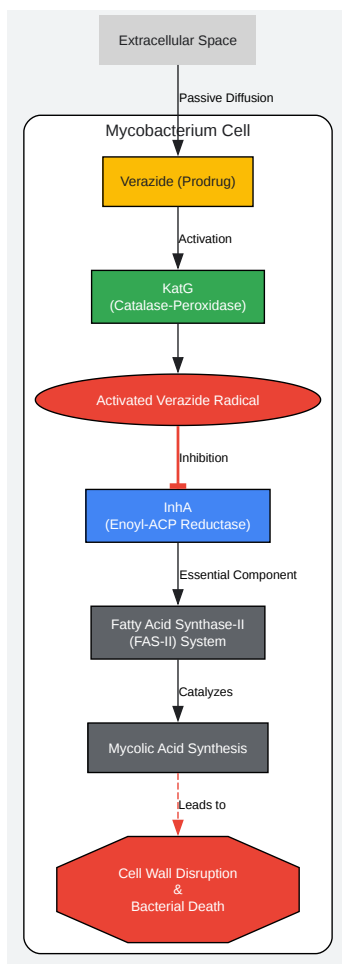 Extracellular Space
Passive Diffusion
Mycobacterium Cell
Verazide (Prodrug)
Activation
KatG
(Catalase-Peroxidase)
Activated Verazide Radical
Inhibition
InhA
(Enoyl-ACP Reductase)
Essential Component
Fatty Acid Synthase-II
(FAS-II) System
Catalyzes
Mycolic Acid Synthesis
Leads to
Cell Wall Disruption
&
Bacterial Death